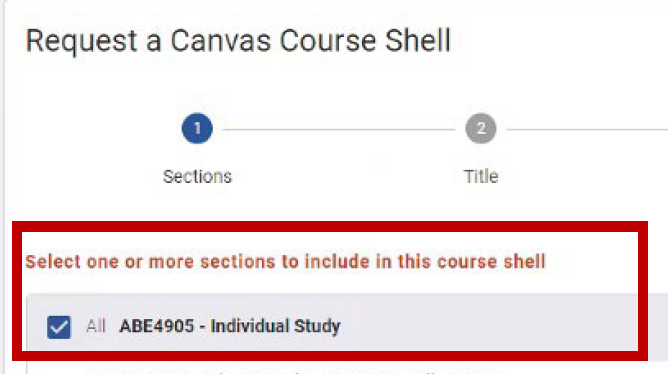 Request a Canvas Course Shell
1
2
Sections
Title
Select one or more sections to include in this course shell
All ABE4905 - Individual Study